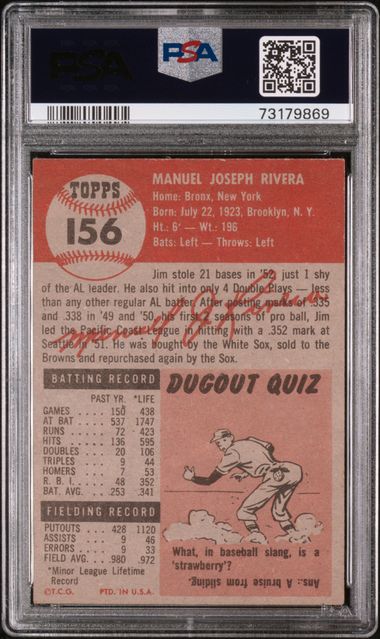 PSA
PSA
73179869
TOPPS
156
MANUEL JOSEPH RIVERA
Home: Bronx, New York
Born: July 22, 1923, Brooklyn, N. Y.
Ht.: 6' — Wt.: 196
Bats: Left — Throws: Left
Jim stole 21 bases in '52, just 1 shy
of the AL leader. He also hit into only 4 Double Plays — less
than any other regular AL batter. After posting marks of .335
and .338 in '49 and '50, his first 2 seasons of pro ball, Jim
led the Pacific Coast League in hitting with a .352 mark at
Seattle in '51. He was bought by the White Sox, sold to the
Browns and repurchased again by the Sox.
BATTING RECORD
PAST YR. *LIFE
GAMES 150 438
AT BAT 537 1747
RUNS 72 423
HITS 136 595
DOUBLES 20 106
TRIPLES 9 44
HOMERS 7 53
R. B. I. 48 352
BAT. AVG. .253 .341
FIELDING RECORD
PUTOUTS 428 1120
ASSISTS 9 46
ERRORS 9 33
FIELD AVG. .980 .972
*Minor League Lifetime
Record
©T.C.G. PTD. IN U.S.A.
DUGOUT QUIZ
What, in baseball slang, is a
'strawberry'?
Ans.: A bruise from sliding.